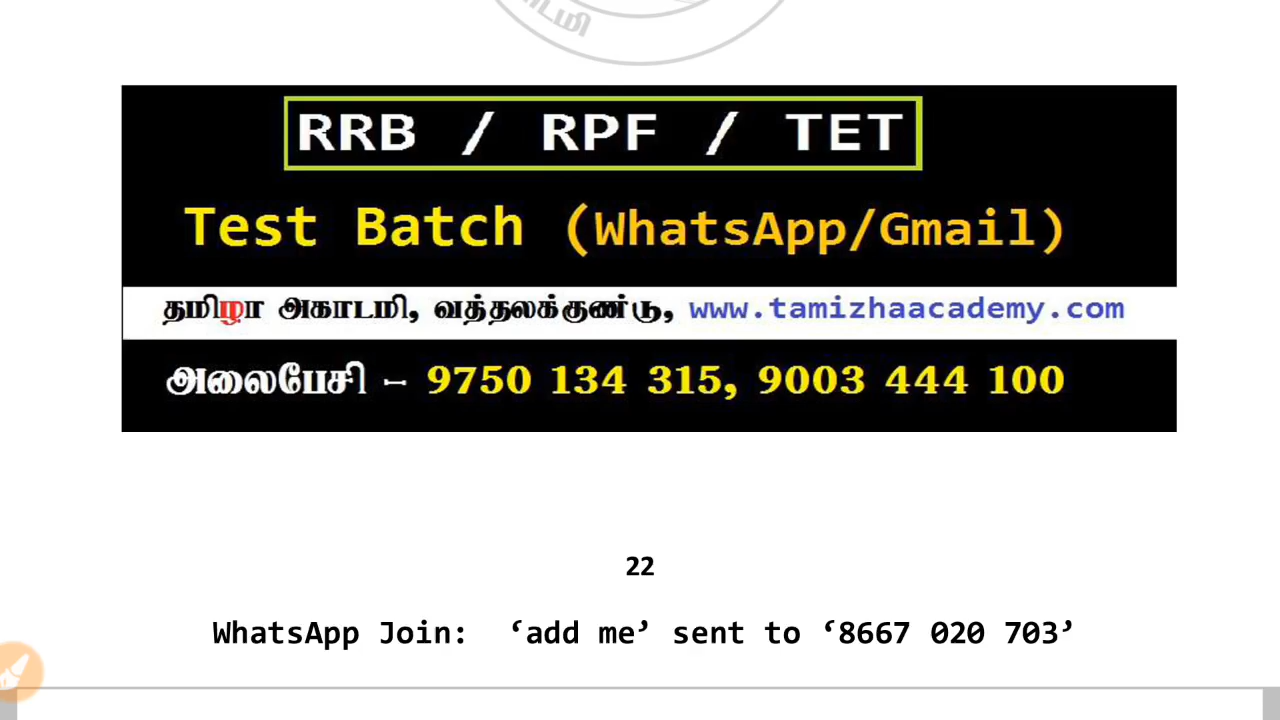 RRB / RPF / TET
Test Batch (WhatsApp/Gmail)
தமிழா அகாடமி, வத்தலக்குண்டு, www.tamizhaacademy.com
அலைபேசி – 9750 134 315, 9003 444 100
22
WhatsApp Join: ‘add me’ sent to ‘8667 020 703’